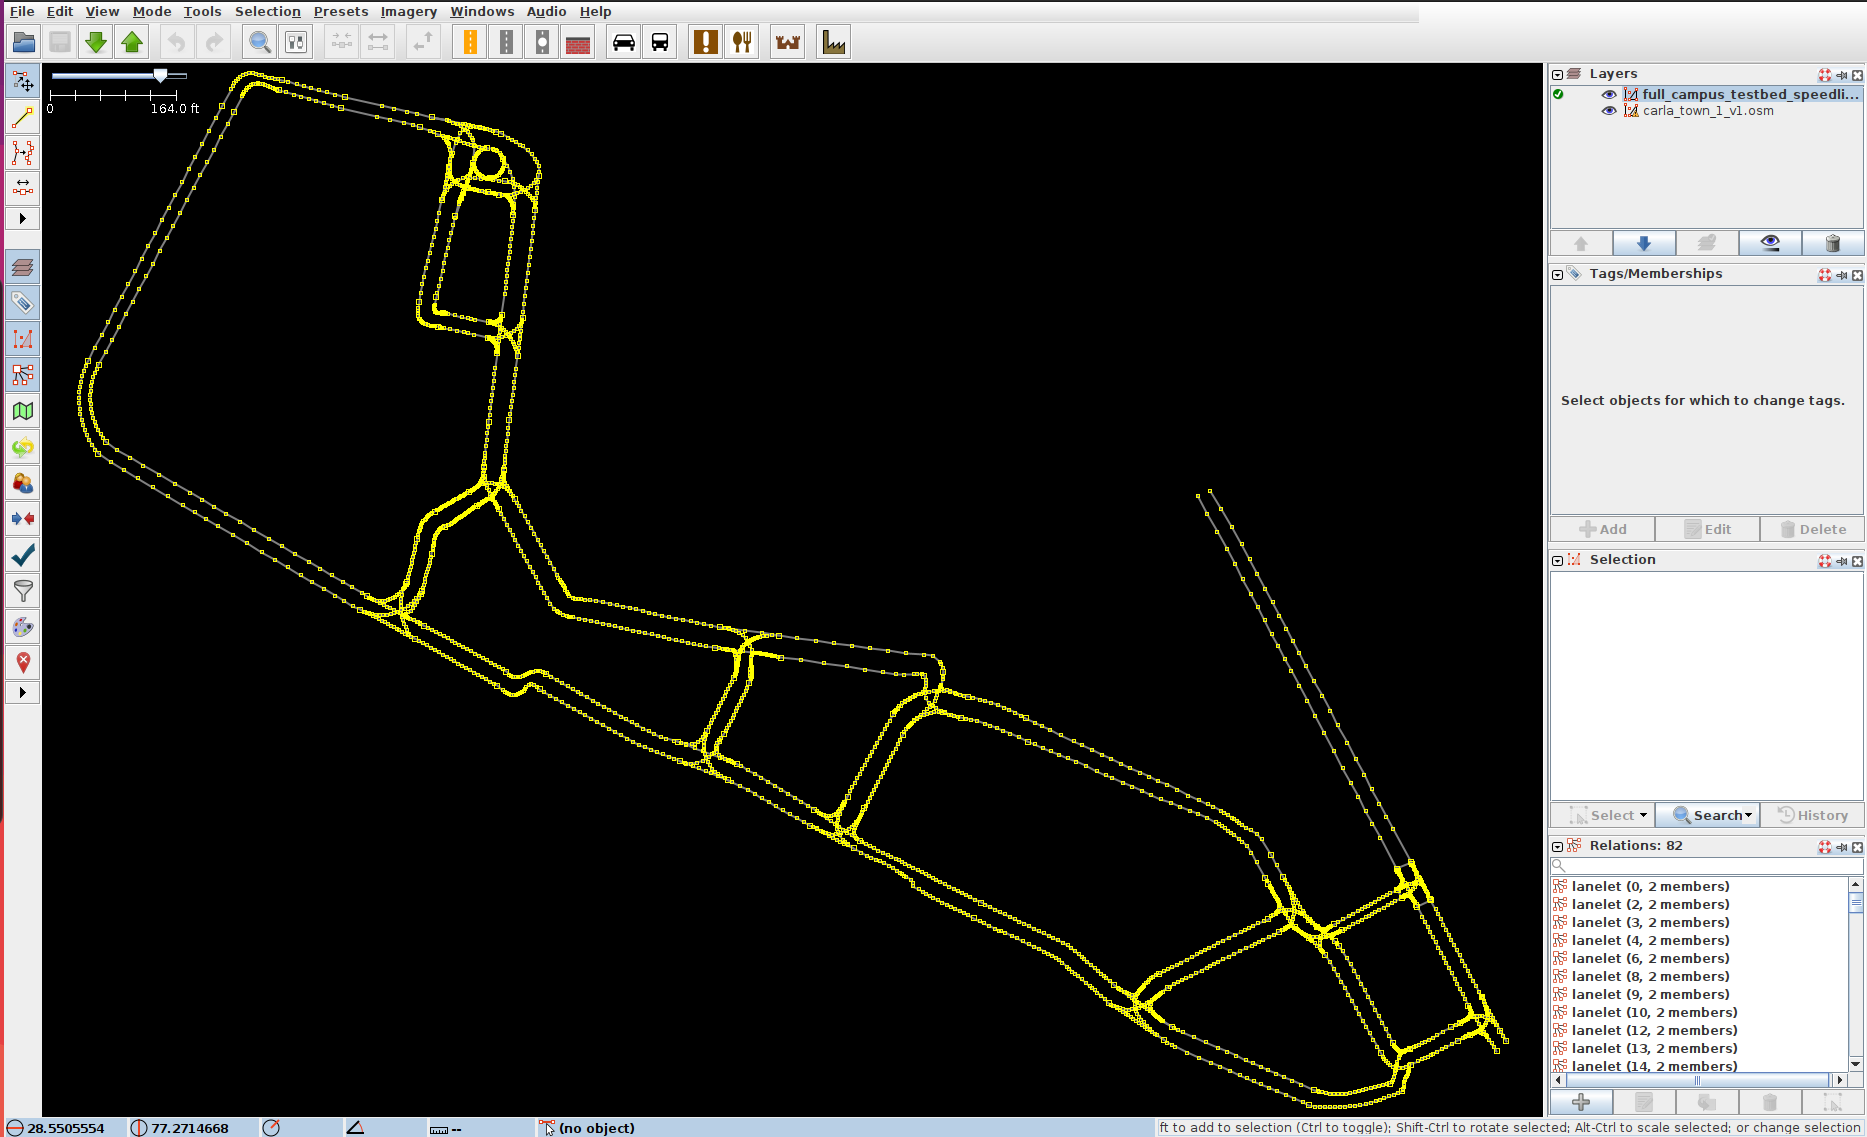 File Edit View Mode Tools Selection Presets Imagery Windows Audio Help
0 164.0 ft
Layers
full_campus_testbed_speedli...
carla_town_1_v1.osm
Tags/Memberships
Select objects for which to change tags.
Add Edit Delete
Selection
Select Search History
Relations: 82
lanelet (0, 2 members)
lanelet (2, 2 members)
lanelet (3, 2 members)
lanelet (4, 2 members)
lanelet (6, 2 members)
lanelet (8, 2 members)
lanelet (9, 2 members)
lanelet (10, 2 members)
lanelet (12, 2 members)
lanelet (13, 2 members)
lanelet (14, 2 members)
28.5505554 77.2714668 -- (no object) ft to add to selection (Ctrl to toggle); Shift-Ctrl to rotate selected; Alt-Ctrl to scale selected; or change selection